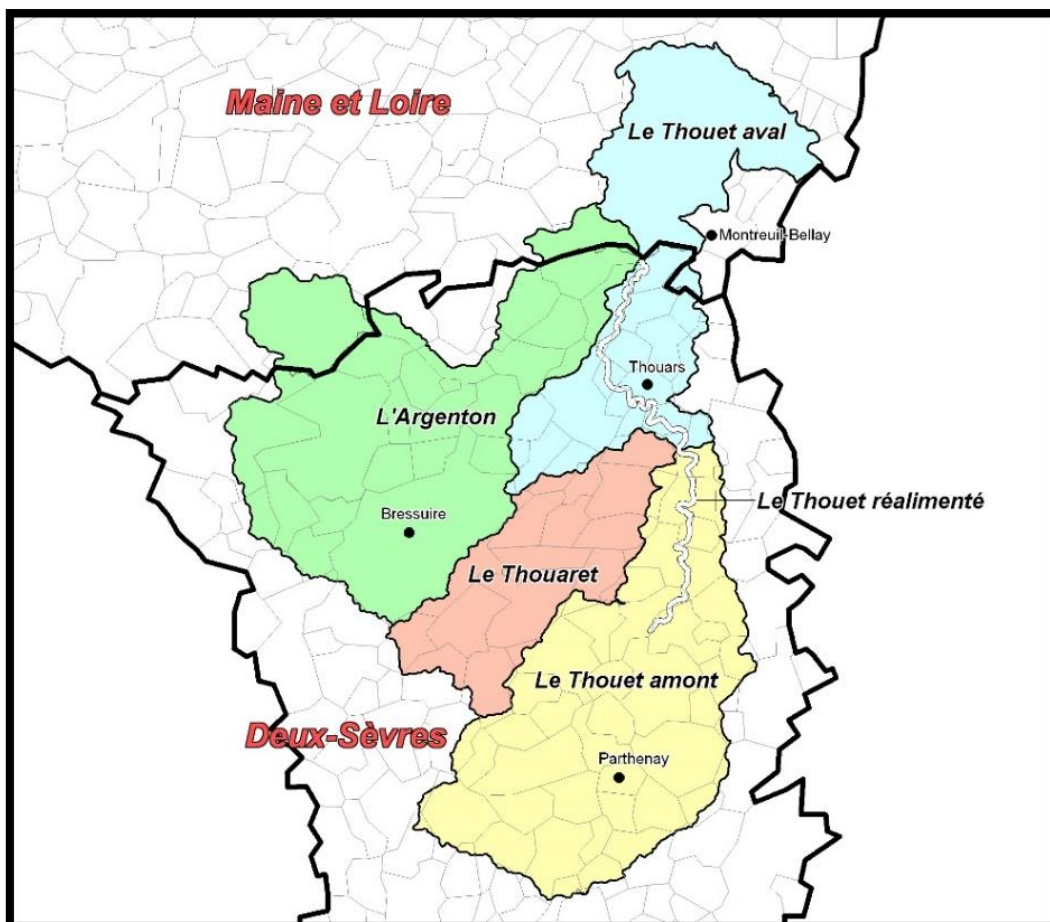 Maine et Loire
Le Thouet aval
Montreuil-Bellay
Thouars
L'Argenton
Le Thouet réalimenté
Bressuire
Le Thouaret
Le Thouet amont
Deux-Sèvres
Parthenay